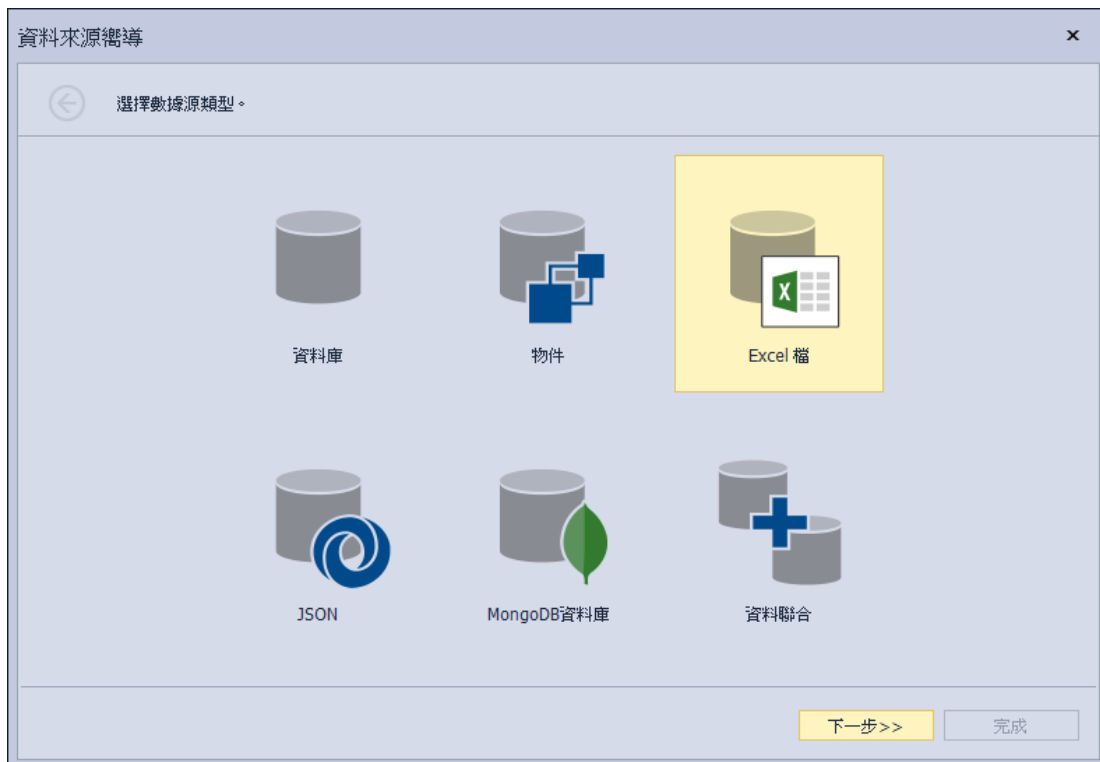 資料來源嚮導
選擇數據源類型。
資料庫
物件
X
Excel 檔
JSON
MongoDB資料庫
資料聯合
下一步>>
完成